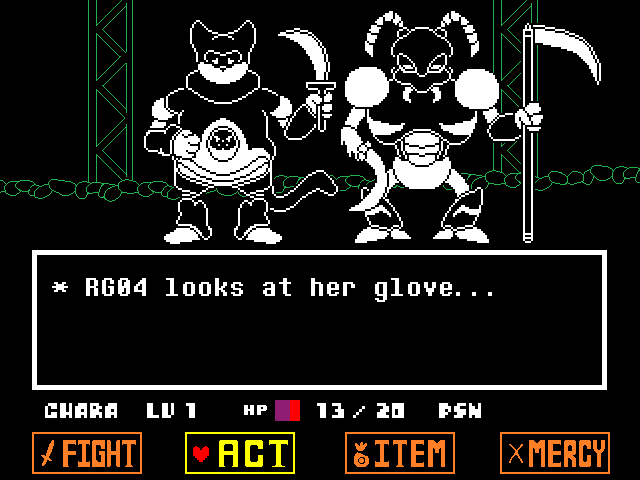 * RG04 looks at her glove...
CHARA LV 1 HP 13 / 20 PSN
FIGHT ACT ITEM MERCY